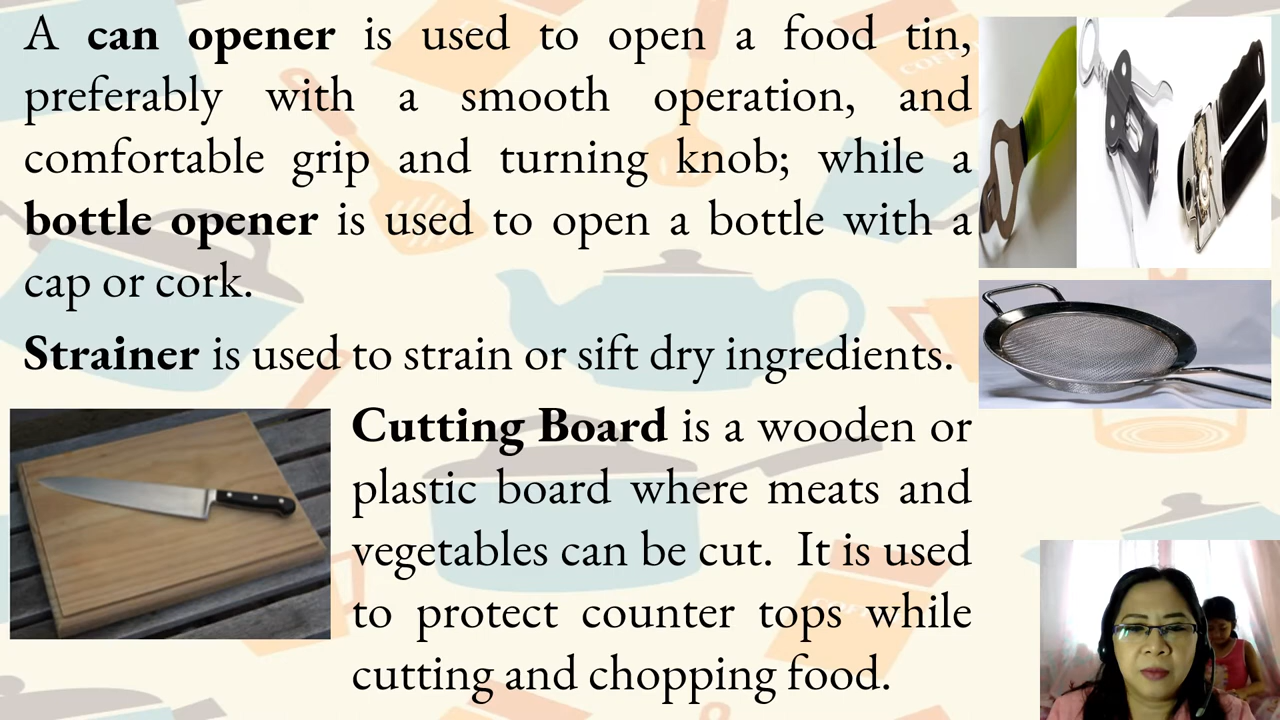 A can opener is used to open a food tin,
preferably with a smooth operation, and
comfortable grip and turning knob; while a
bottle opener is used to open a bottle with a
cap or cork.
Strainer is used to strain or sift dry ingredients.
Cutting Board is a wooden or
plastic board where meats and
vegetables can be cut.  It is used
to protect counter tops while
cutting and chopping food.